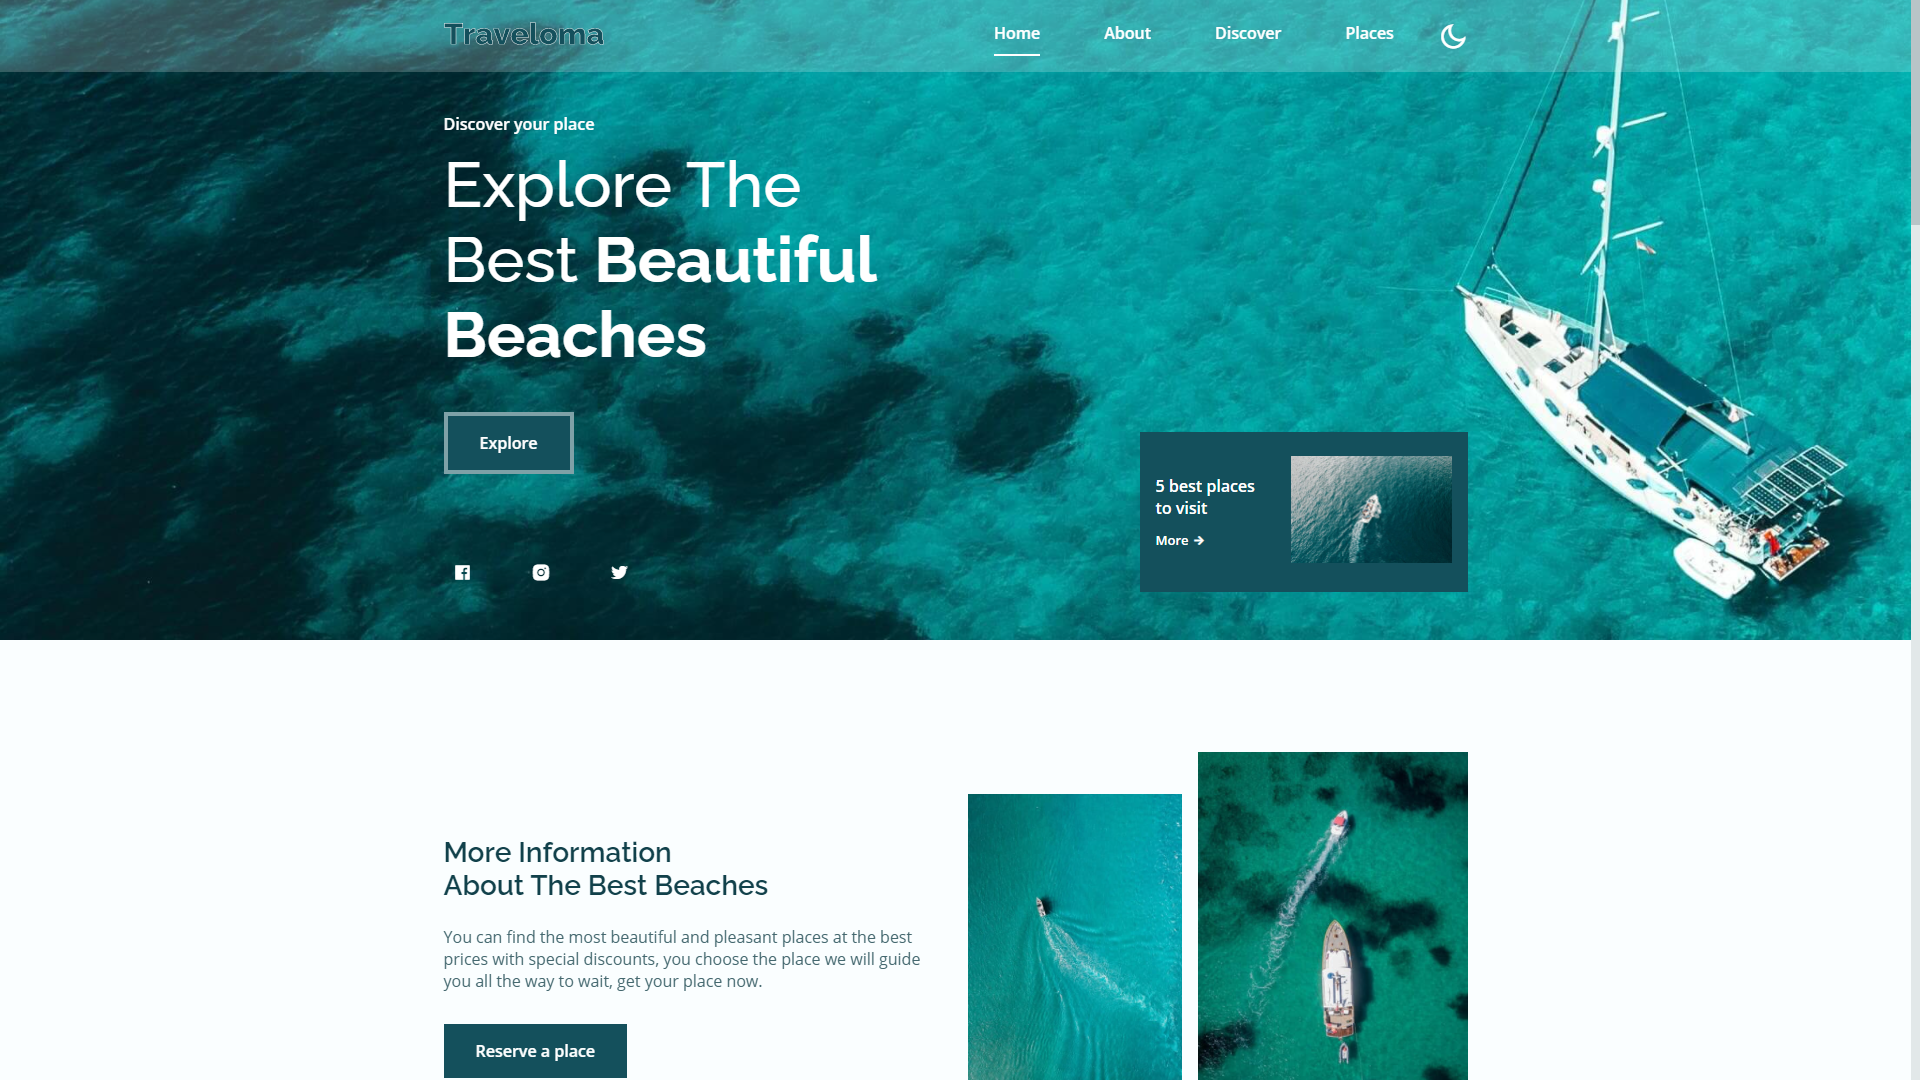 Traveloma
Home
About
Discover
Places
Discover your place
Explore The
Best Beautiful
Beaches
Explore
5 best places
to visit
More
More Information
About The Best Beaches
You can find the most beautiful and pleasant places at the best
prices with special discounts, you choose the place we will guide
you all the way to wait, get your place now.
Reserve a place